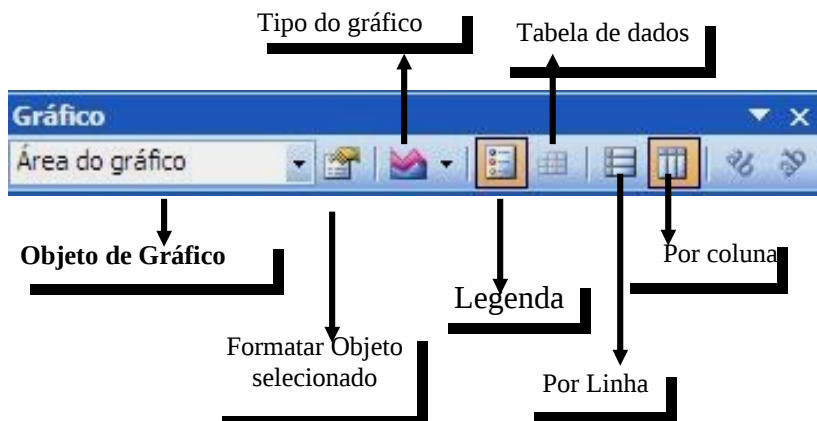 Tipo do gráfico
Tabela de dados
Gráfico
Área do gráfico
Objeto de Gráfico
Por coluna
Legenda
Formatar Objeto
selecionado
Por Linha